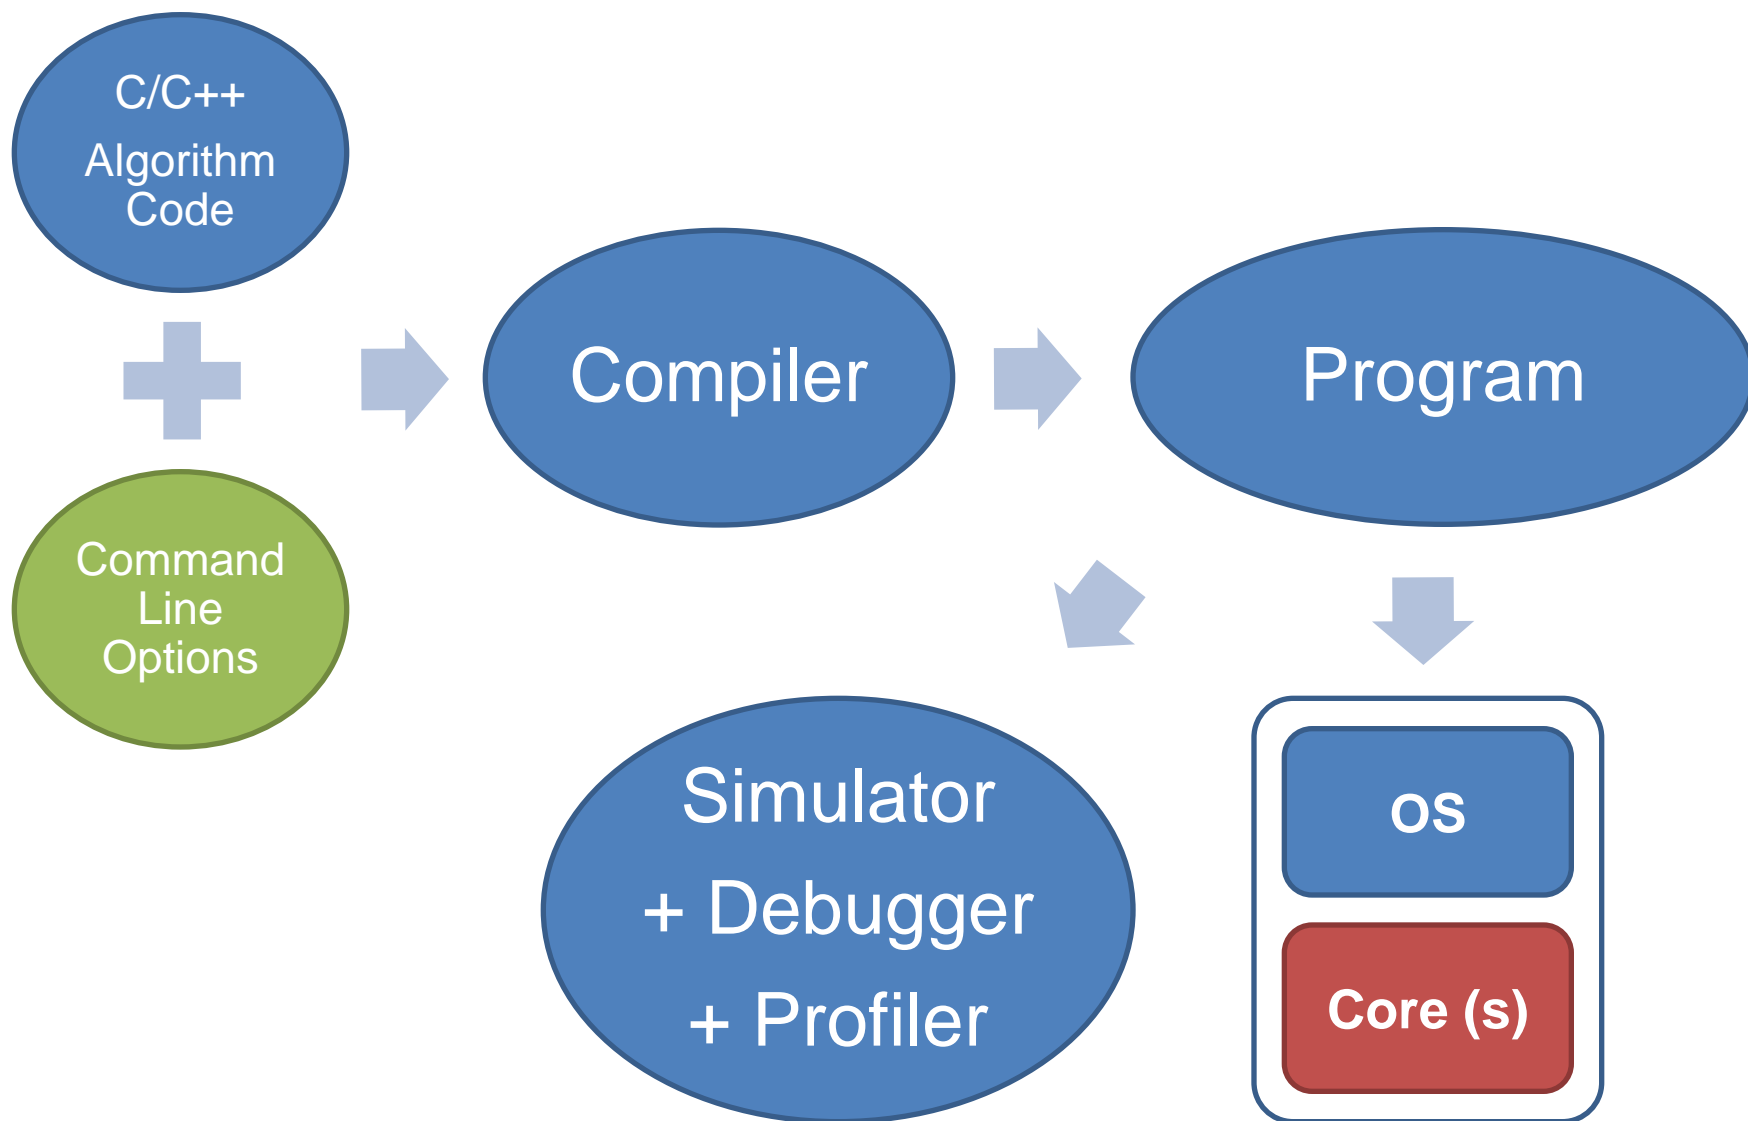 C/C++
Algorithm
Code
Command
Line
Options
Compiler
Program
Simulator
+ Debugger
+ Profiler
OS
Core (s)